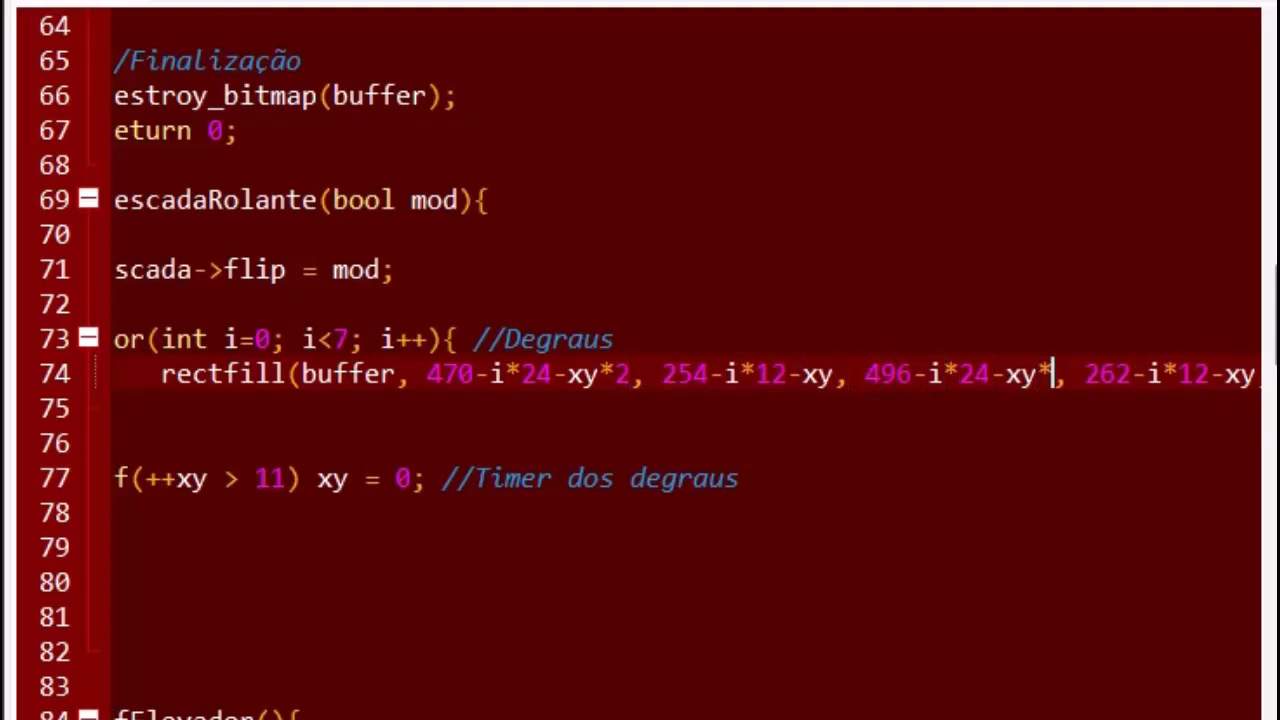 64
65 /Finalização
66 estroy_bitmap(buffer);
67 eturn 0;
68
69 escadaRolante(bool mod){
70
71 scada->flip = mod;
72
73 or(int i=0; i<7; i++){ //Degraus
74 rectfill(buffer, 470-i*24-xy*2, 254-i*12-xy, 496-i*24-xy*, 262-i*12-xy,
75
76
77 f(++xy > 11) xy = 0; //Timer dos degraus
78
79
80
81
82
83
84 fElevador(){